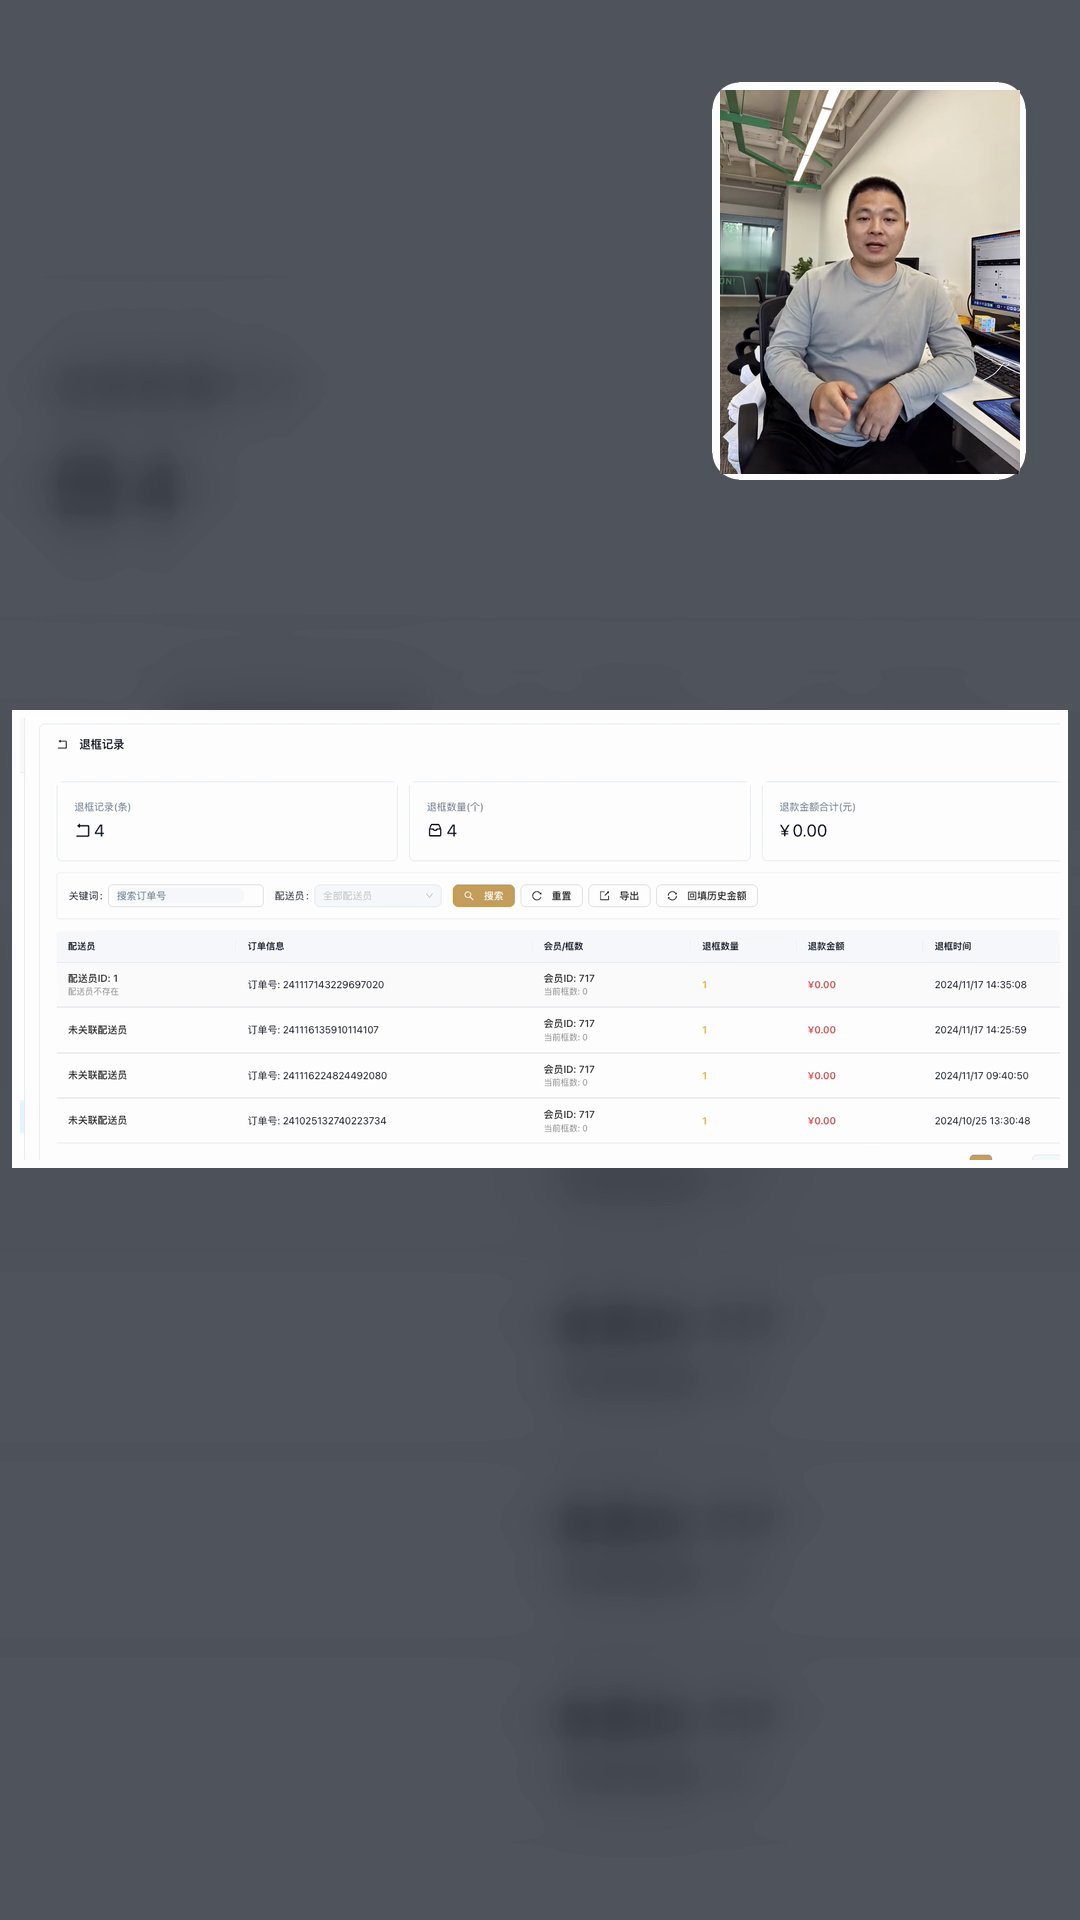 退框记录
退框记录(条)
4
退框数量(个)
4
退款金额合计(元)
¥ 0.00
关键词: 搜索订单号 配送员: 全部配送员 搜索 重置 导出 回填历史金额
配送员 订单信息 会员/框数 退框数量 退款金额 退框时间
配送员ID: 1
配送员不存在
订单号: 241117143229697020
会员ID: 717
当前框数: 0
1
¥0.00
2024/11/17 14:35:08
未关联配送员
订单号: 241116135910114107
会员ID: 717
当前框数: 0
1
¥0.00
2024/11/17 14:25:59
未关联配送员
订单号: 241116224824492080
会员ID: 717
当前框数: 0
1
¥0.00
2024/11/17 09:40:50
未关联配送员
订单号: 241025132740223734
会员ID: 717
当前框数: 0
1
¥0.00
2024/10/25 13:30:48